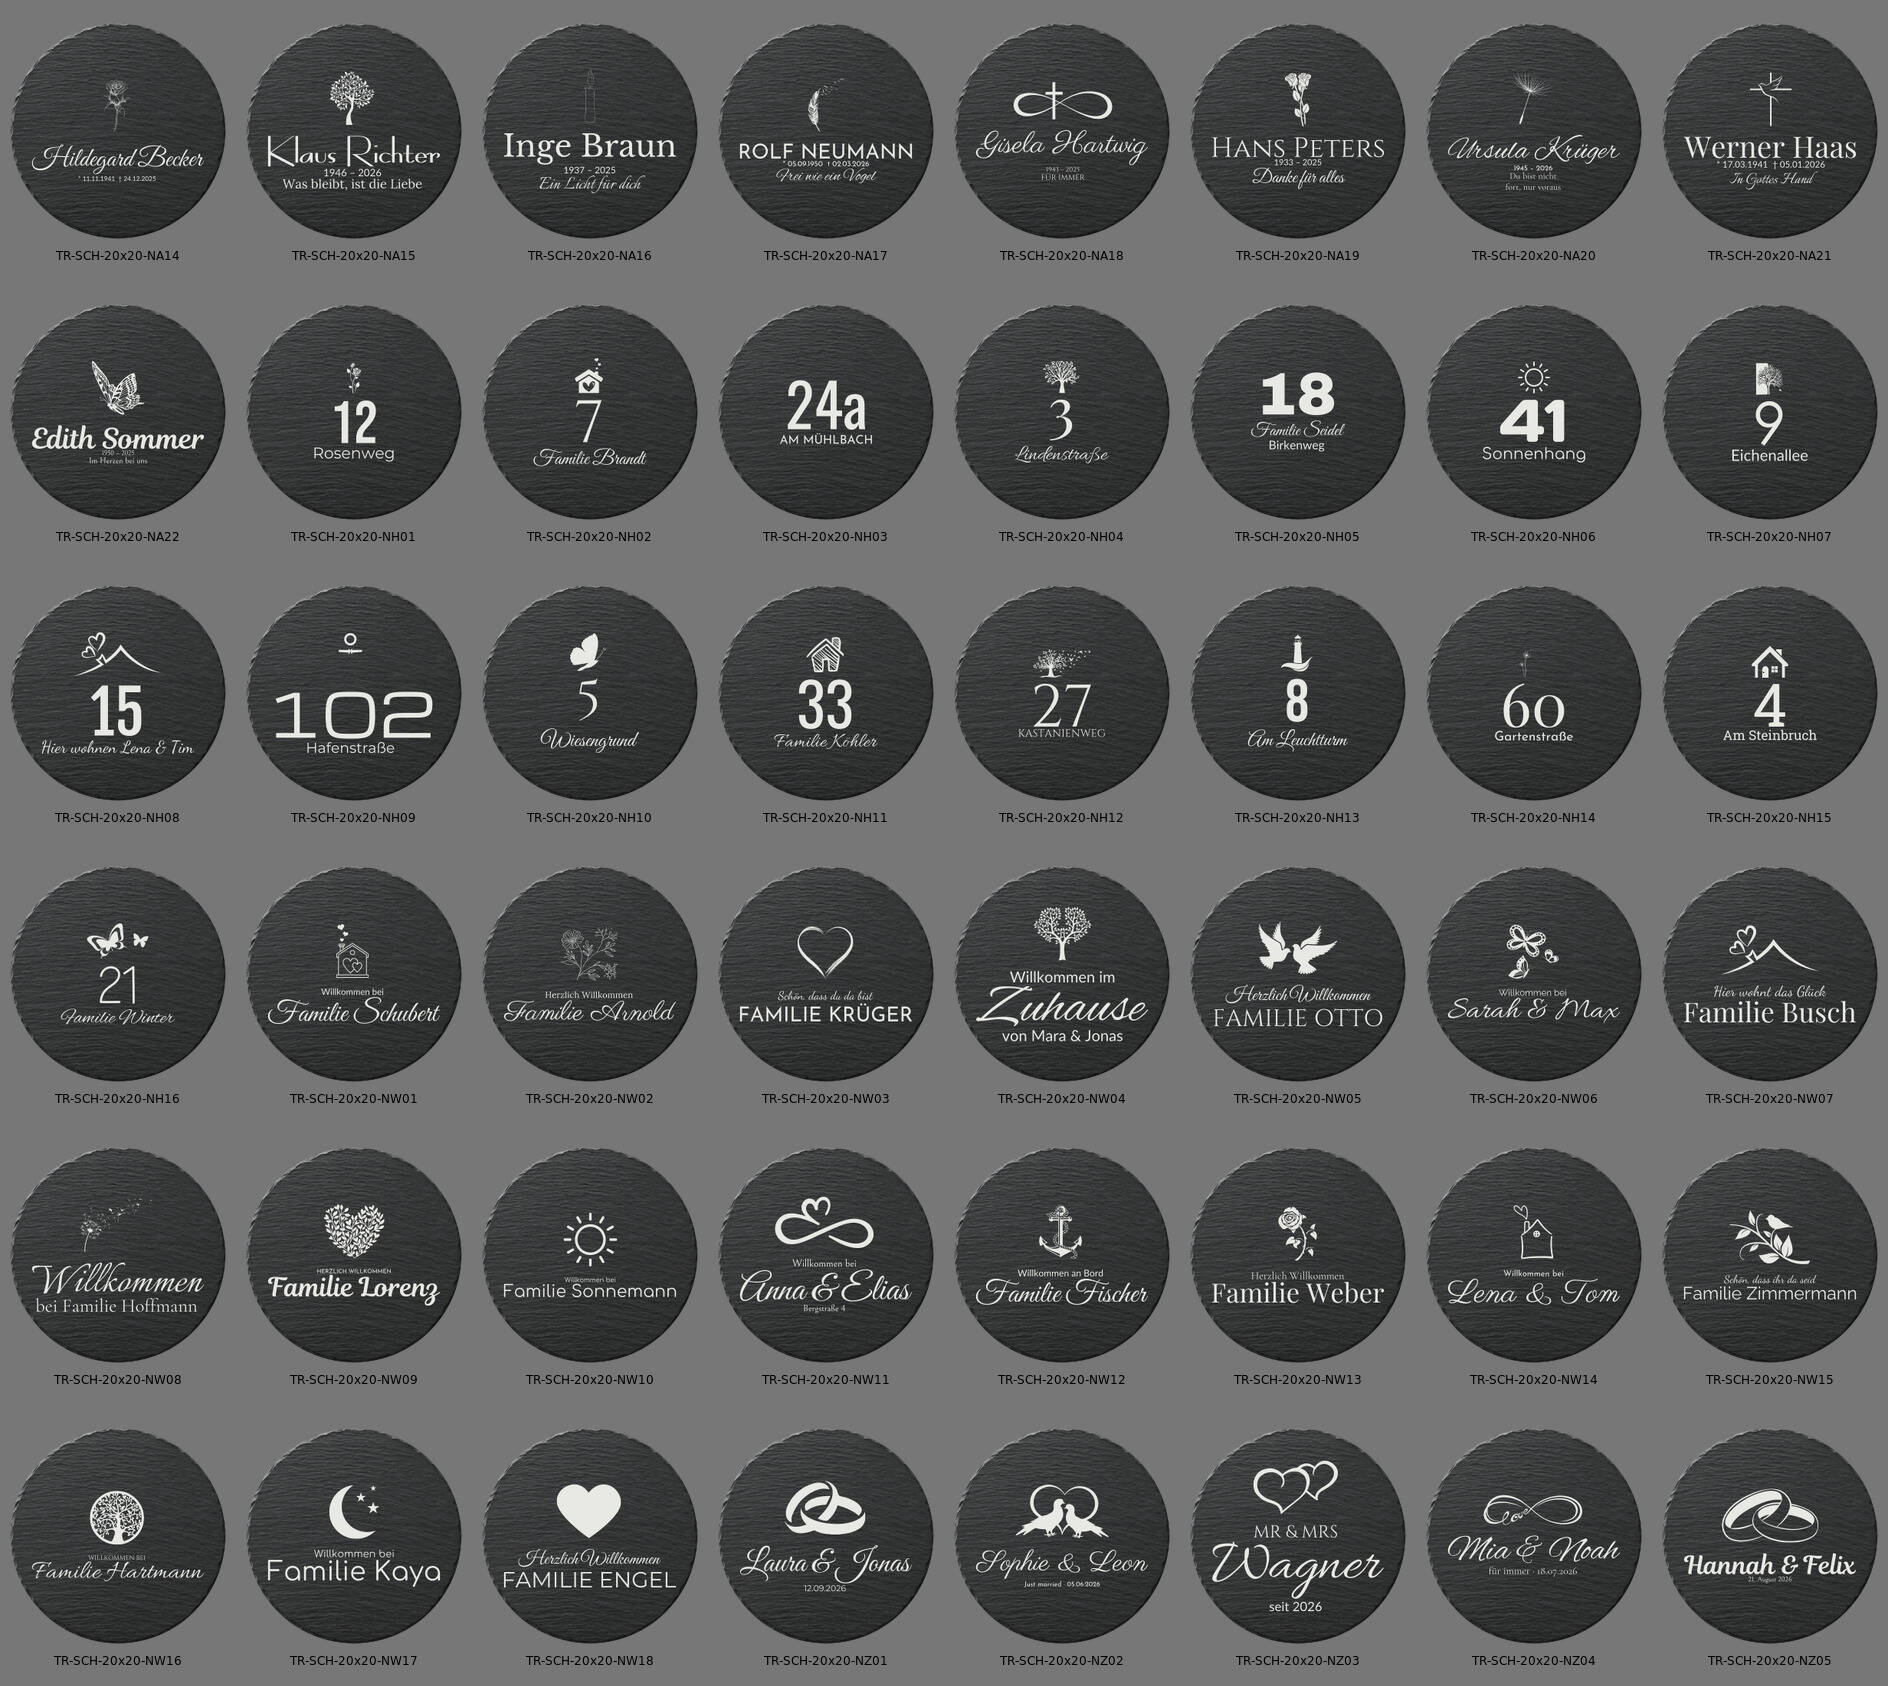 Hildegard Becker
* 11.11.1941 † 24.12.2025
TR-SCH-20x20-NA14
Klaus Richter
1946 – 2026
Was bleibt, ist die Liebe
TR-SCH-20x20-NA15
Inge Braun
1937 – 2025
Ein Licht für dich
TR-SCH-20x20-NA16
ROLF NEUMANN
* 05.09.1950 † 02.03.2026
Frei wie ein Vogel
TR-SCH-20x20-NA17
Gisela Hartwig
1943 – 2025
FÜR IMMER
TR-SCH-20x20-NA18
HANS PETERS
1933 – 2025
Danke für alles
TR-SCH-20x20-NA19
Ursula Krüger
1945 – 2026
Du bist nicht
fort, nur voraus
TR-SCH-20x20-NA20
Werner Haas
* 17.03.1941 † 05.01.2026
In Gottes Hand
TR-SCH-20x20-NA21
Edith Sommer
1950 – 2025
Im Herzen bei uns
TR-SCH-20x20-NA22
12
Rosenweg
TR-SCH-20x20-NH01
7
Familie Brandt
TR-SCH-20x20-NH02
24a
AM MÜHLBACH
TR-SCH-20x20-NH03
3
Lindenstraße
TR-SCH-20x20-NH04
18
Familie Seidel
Birkenweg
TR-SCH-20x20-NH05
41
Sonnenhang
TR-SCH-20x20-NH06
9
Eichenallee
TR-SCH-20x20-NH07
15
Hier wohnen Lena & Tim
TR-SCH-20x20-NH08
102
Hafenstraße
TR-SCH-20x20-NH09
5
Wiesengrund
TR-SCH-20x20-NH10
33
Familie Köhler
TR-SCH-20x20-NH11
27
KASTANIENWEG
TR-SCH-20x20-NH12
8
Am Leuchtturm
TR-SCH-20x20-NH13
60
Gartenstraße
TR-SCH-20x20-NH14
4
Am Steinbruch
TR-SCH-20x20-NH15
21
Familie Winter
TR-SCH-20x20-NH16
Willkommen bei
Familie Schubert
TR-SCH-20x20-NW01
Herzlich Willkommen
Familie Arnold
TR-SCH-20x20-NW02
Schön, dass du da bist
FAMILIE KRÜGER
TR-SCH-20x20-NW03
Willkommen im
Zuhause
von Mara & Jonas
TR-SCH-20x20-NW04
Herzlich Willkommen
FAMILIE OTTO
TR-SCH-20x20-NW05
Willkommen bei
Sarah & Max
TR-SCH-20x20-NW06
Hier wohnt das Glück
Familie Busch
TR-SCH-20x20-NW07
Willkommen
bei Familie Hoffmann
TR-SCH-20x20-NW08
HERZLICH WILLKOMMEN
Familie Lorenz
TR-SCH-20x20-NW09
Willkommen bei
Familie Sonnemann
TR-SCH-20x20-NW10
Willkommen bei
Anna & Elias
Bergstraße 4
TR-SCH-20x20-NW11
Willkommen an Bord
Familie Fischer
TR-SCH-20x20-NW12
Herzlich Willkommen
Familie Weber
TR-SCH-20x20-NW13
Willkommen bei
Lena & Tom
TR-SCH-20x20-NW14
Schön, dass ihr da seid
Familie Zimmermann
TR-SCH-20x20-NW15
WILLKOMMEN BEI
Familie Hartmann
TR-SCH-20x20-NW16
Willkommen bei
Familie Kaya
TR-SCH-20x20-NW17
Herzlich Willkommen
FAMILIE ENGEL
TR-SCH-20x20-NW18
Laura & Jonas
12.09.2026
TR-SCH-20x20-NZ01
Sophie & Leon
Just married · 05.06.2026
TR-SCH-20x20-NZ02
MR & MRS
Wagner
seit 2026
TR-SCH-20x20-NZ03
love
Mia & Noah
für immer · 18.07.2026
TR-SCH-20x20-NZ04
Hannah & Felix
21. August 2026
TR-SCH-20x20-NZ05